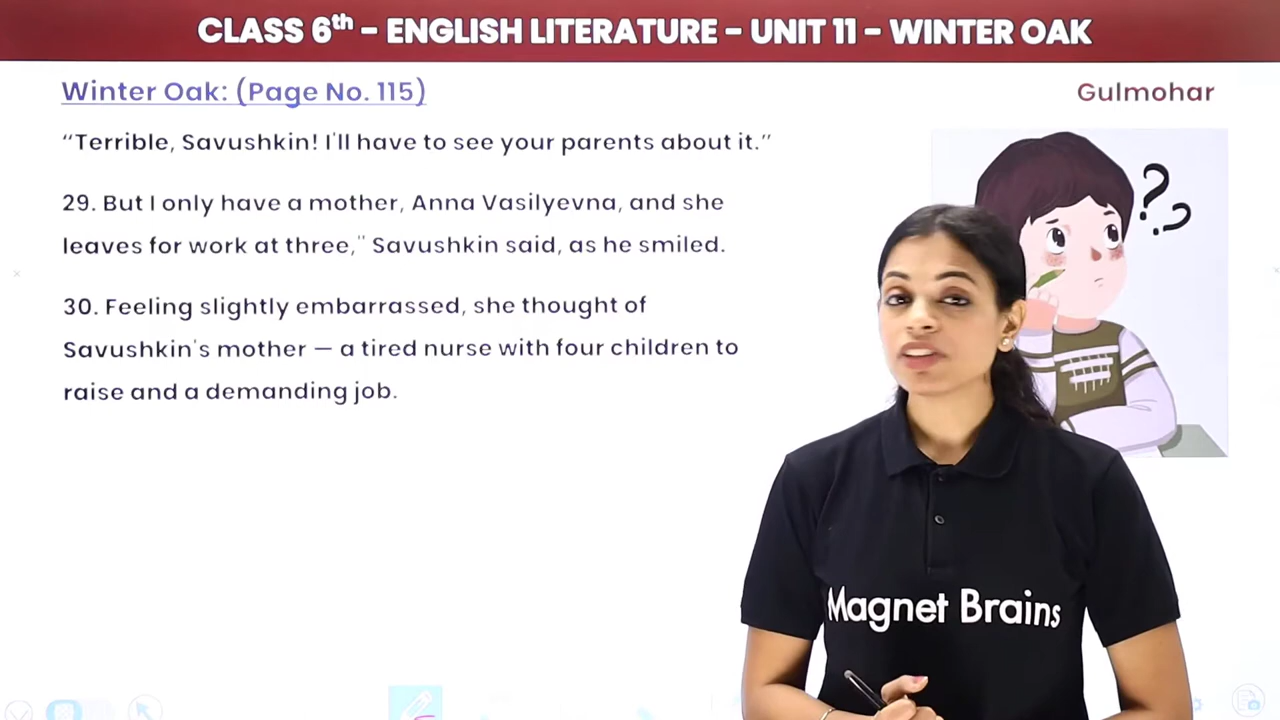 CLASS 6th - ENGLISH LITERATURE - UNIT 11 - WINTER OAK
Winter Oak: (Page No. 115)
Gulmohar
“Terrible, Savushkin! I'll have to see your parents about it.”
29. But I only have a mother, Anna Vasilyevna, and she
leaves for work at three," Savushkin said, as he smiled.
30. Feeling slightly embarrassed, she thought of
Savushkin's mother — a tired nurse with four children to
raise and a demanding job.
??
Magnet Brains